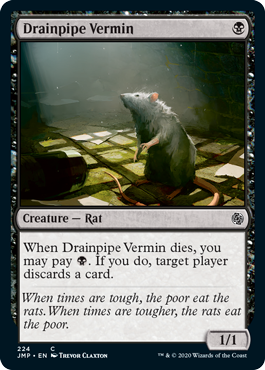 Drainpipe Vermin
Creature — Rat
When Drainpipe Vermin dies, you
may pay . If you do, target player
discards a card.
When times are tough, the poor eat the
rats. When times are tougher, the rats eat
the poor.
1/1
224 C
JMP • EN TREVOR CLAXTON
™ & © 2020 Wizards of the Coast